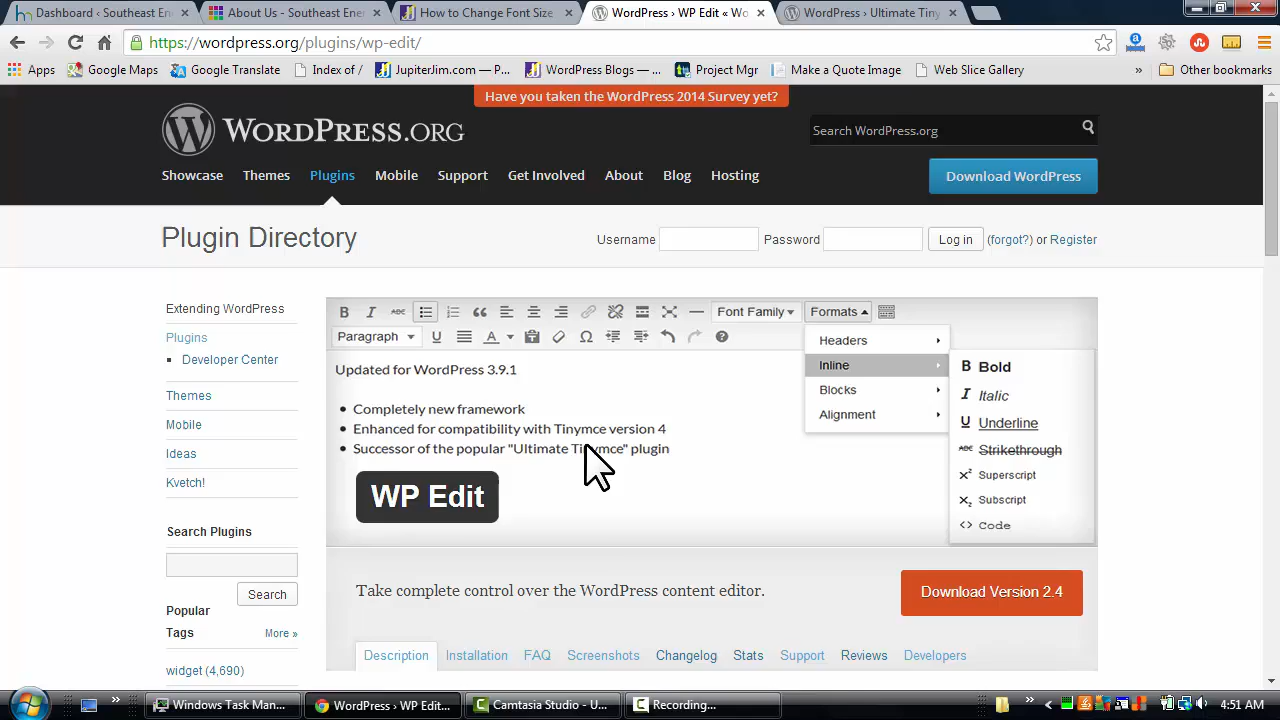 Dashboard ‹ Southeast En
About Us - Southeast Ene
How to Change Font Size
WordPress › WP Edit « Wo
WordPress › Ultimate Tiny
https://wordpress.org/plugins/wp-edit/
Apps
Google Maps
Google Translate
Index of /
JupiterJim.com — P...
WordPress Blogs — ...
Project Mgr
Make a Quote Image
Web Slice Gallery
»
Other bookmarks
Have you taken the WordPress 2014 Survey yet?
WORDPRESS.ORG
Search WordPress.org
Showcase
Themes
Plugins
Mobile
Support
Get Involved
About
Blog
Hosting
Download WordPress
Plugin Directory
Username
Password
Log in
(forgot?) or Register
Extending WordPress
Plugins
Developer Center
Themes
Mobile
Ideas
Kvetch!
Search Plugins
Search
Popular
Tags
More »
widget (4,690)
B I ABC
Font Family
Formats
Paragraph
U
A
Ω
Updated for WordPress 3.9.1
• Completely new framework
• Enhanced for compatibility with Tinymce version 4
• Successor of the popular "Ultimate Tinymce" plugin
WP Edit
Headers
Inline
Blocks
Alignment
B Bold
I Italic
U Underline
ABC Strikethrough
x² Superscript
x₂ Subscript
<> Code
Take complete control over the WordPress content editor.
Download Version 2.4
Description
Installation
FAQ
Screenshots
Changelog
Stats
Support
Reviews
Developers
»
Windows Task Man...
WordPress › WP Edit...
Camtasia Studio - U...
Recording...
»
4:51 AM